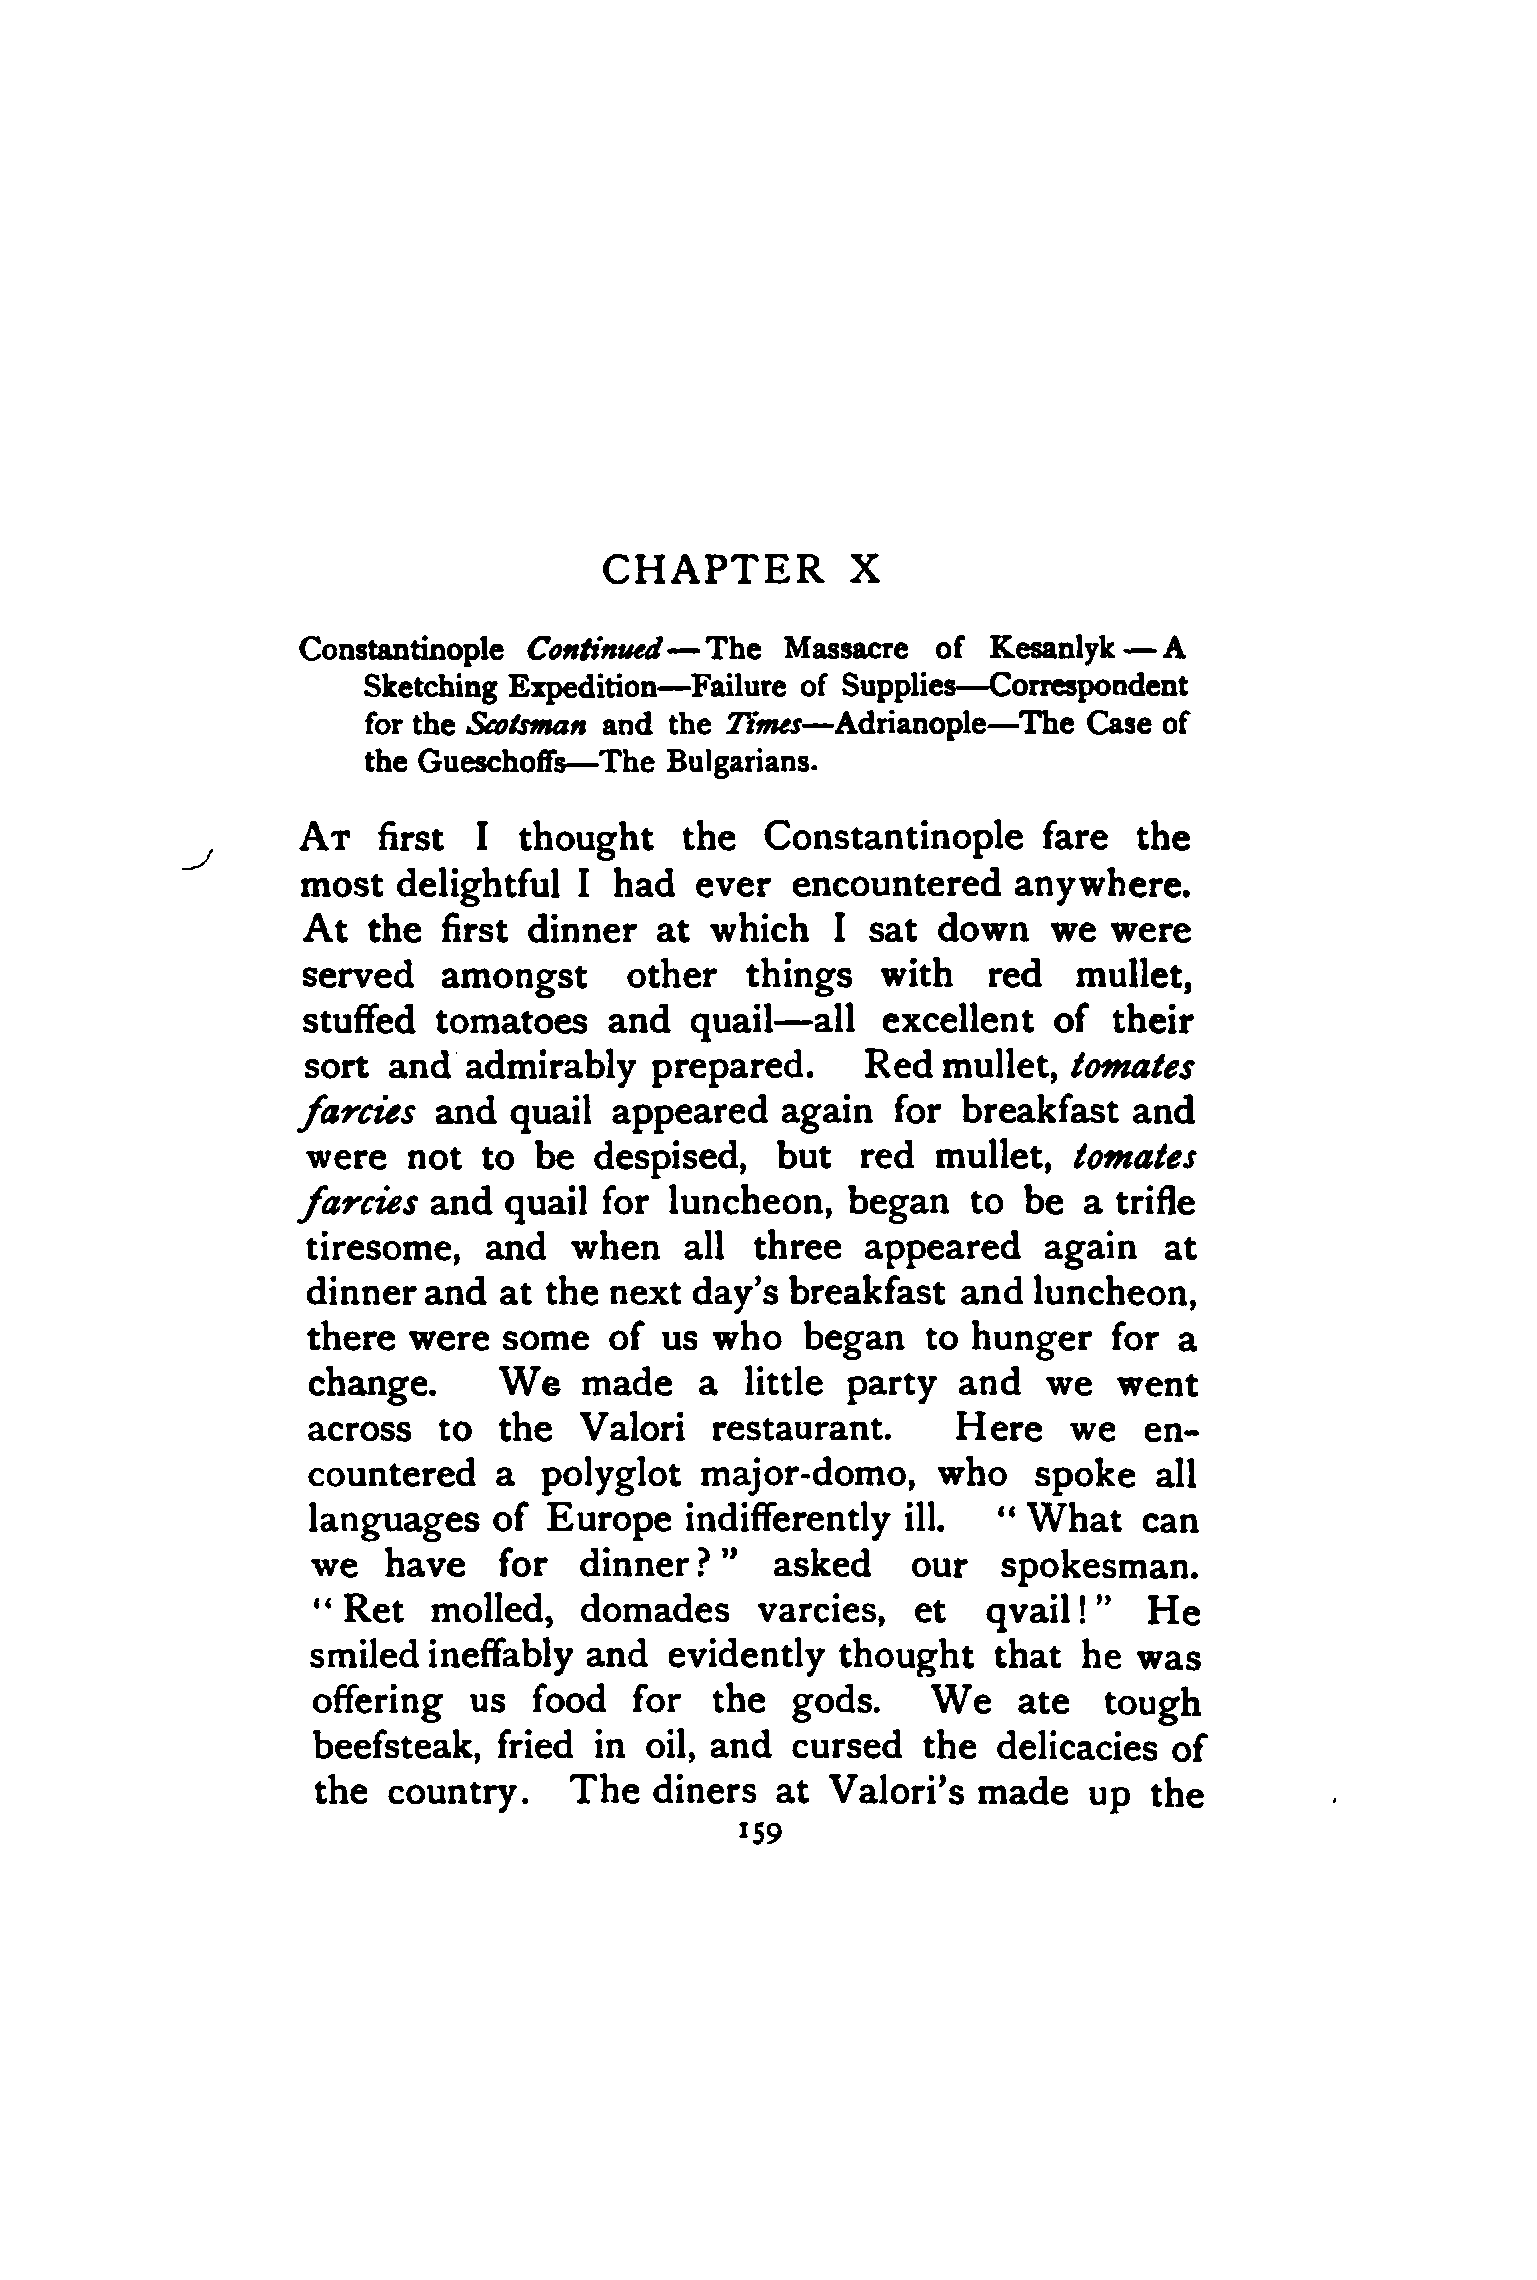 CHAPTER X
Constantinople Continued—The Massacre of Kesanlyk—A
Sketching Expedition—Failure of Supplies—Correspondent
for the Scotsman and the Times—Adrianople—The Case of
the Gueschoffs—The Bulgarians.
AT first I thought the Constantinople fare the
most delightful I had ever encountered anywhere.
At the first dinner at which I sat down we were
served amongst other things with red mullet,
stuffed tomatoes and quail—all excellent of their
sort and admirably prepared. Red mullet, tomates
farcies and quail appeared again for breakfast and
were not to be despised, but red mullet, tomates
farcies and quail for luncheon, began to be a trifle
tiresome, and when all three appeared again at
dinner and at the next day's breakfast and luncheon,
there were some of us who began to hunger for a
change. We made a little party and we went
across to the Valori restaurant. Here we en-
countered a polyglot major-domo, who spoke all
languages of Europe indifferently ill. "What can
we have for dinner?" asked our spokesman.
"Ret molled, domades varcies, et qvail!" He
smiled ineffably and evidently thought that he was
offering us food for the gods. We ate tough
beefsteak, fried in oil, and cursed the delicacies of
the country. The diners at Valori's made up the
159